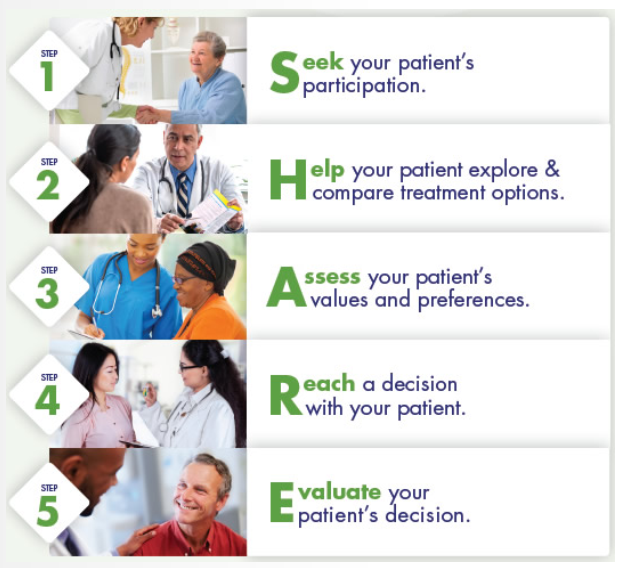 STEP
1
Seek your patient's
participation.
STEP
2
Help your patient explore &
compare treatment options.
STEP
3
Assess your patient's
values and preferences.
STEP
4
Reach a decision
with your patient.
STEP
5
Evaluate your
patient's decision.